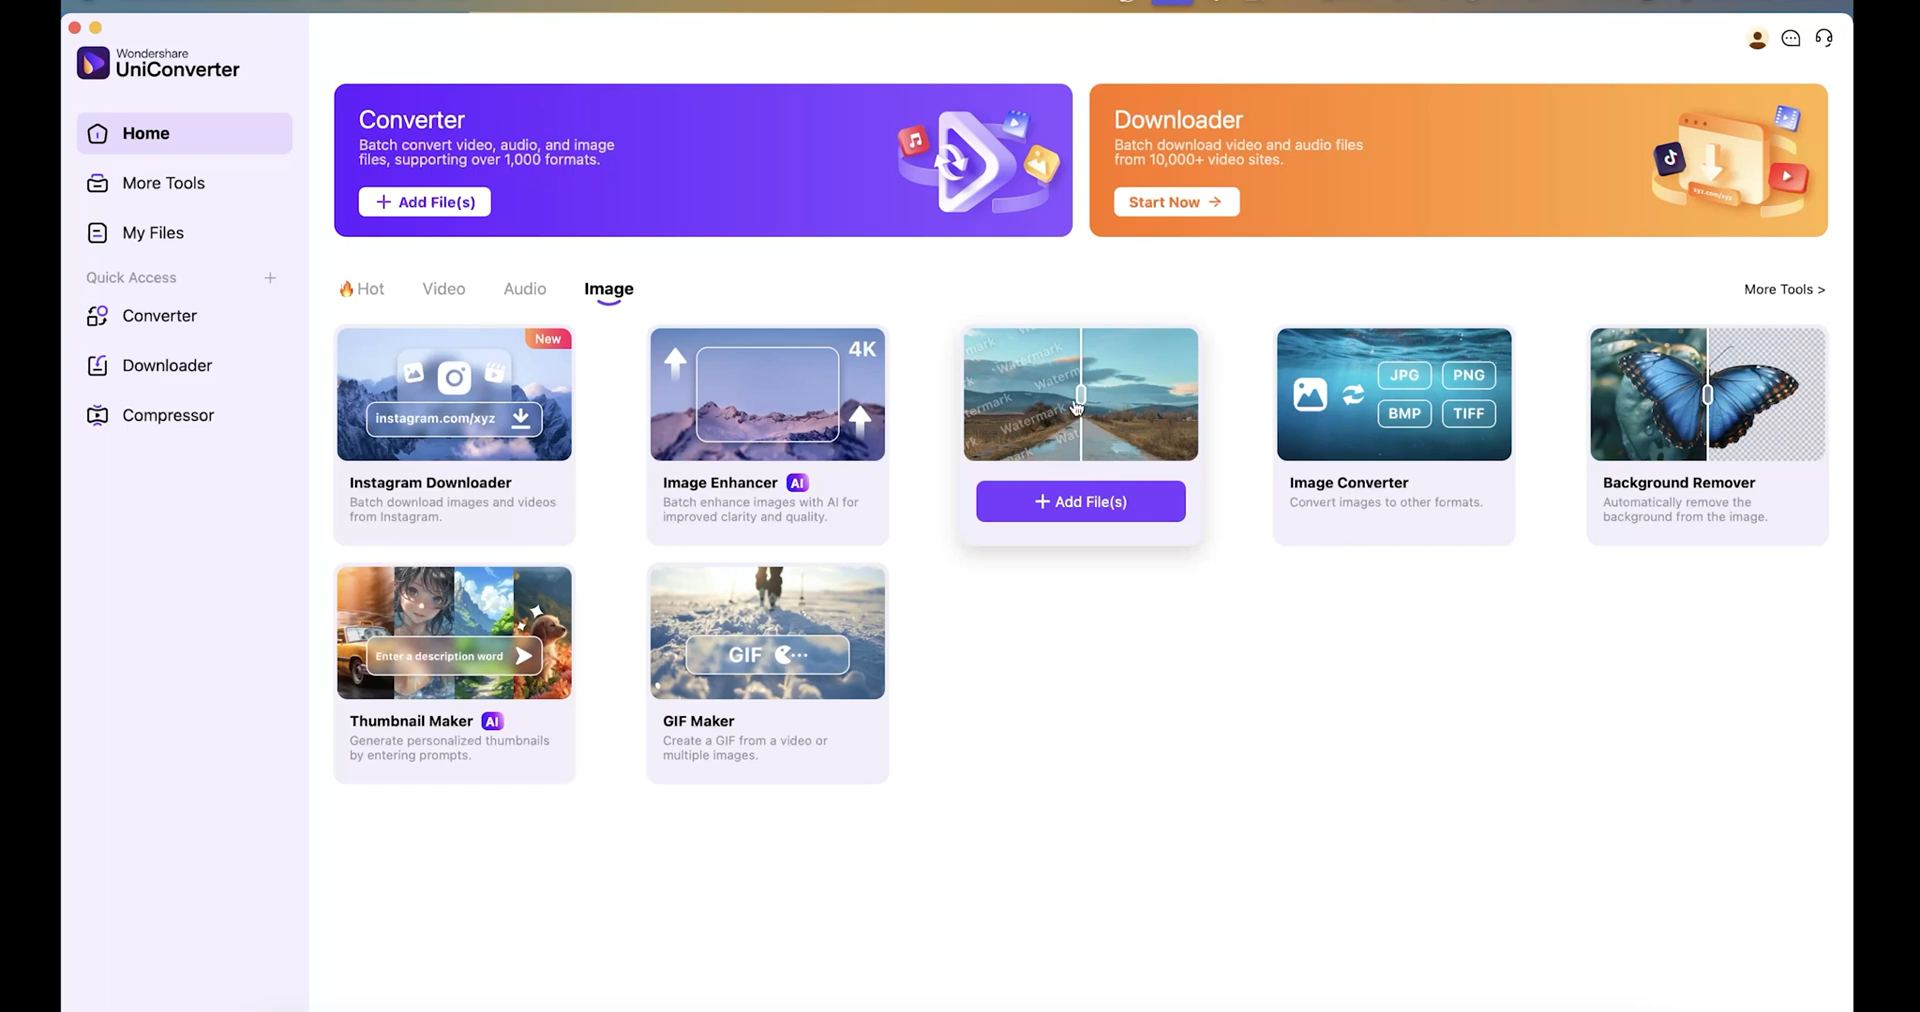 Wondershare
UniConverter
Home
More Tools
My Files
Quick Access
Converter
Downloader
Compressor
Converter
Batch convert video, audio, and image
files, supporting over 1,000 formats.
+ Add File(s)
Downloader
Batch download video and audio files
from 10,000+ video sites.
Start Now →
xyz.com/xyz
Hot
Video
Audio
Image
More Tools >
New
instagram.com/xyz
Instagram Downloader
Batch download images and videos
from Instagram.
4K
Image Enhancer AI
Batch enhance images with AI for
improved clarity and quality.
Watermark
Watermark
Watermark
+ Add File(s)
JPG PNG
BMP TIFF
Image Converter
Convert images to other formats.
Background Remover
Automatically remove the
background from the image.
Enter a description word
Thumbnail Maker AI
Generate personalized thumbnails
by entering prompts.
GIF
GIF Maker
Create a GIF from a video or
multiple images.